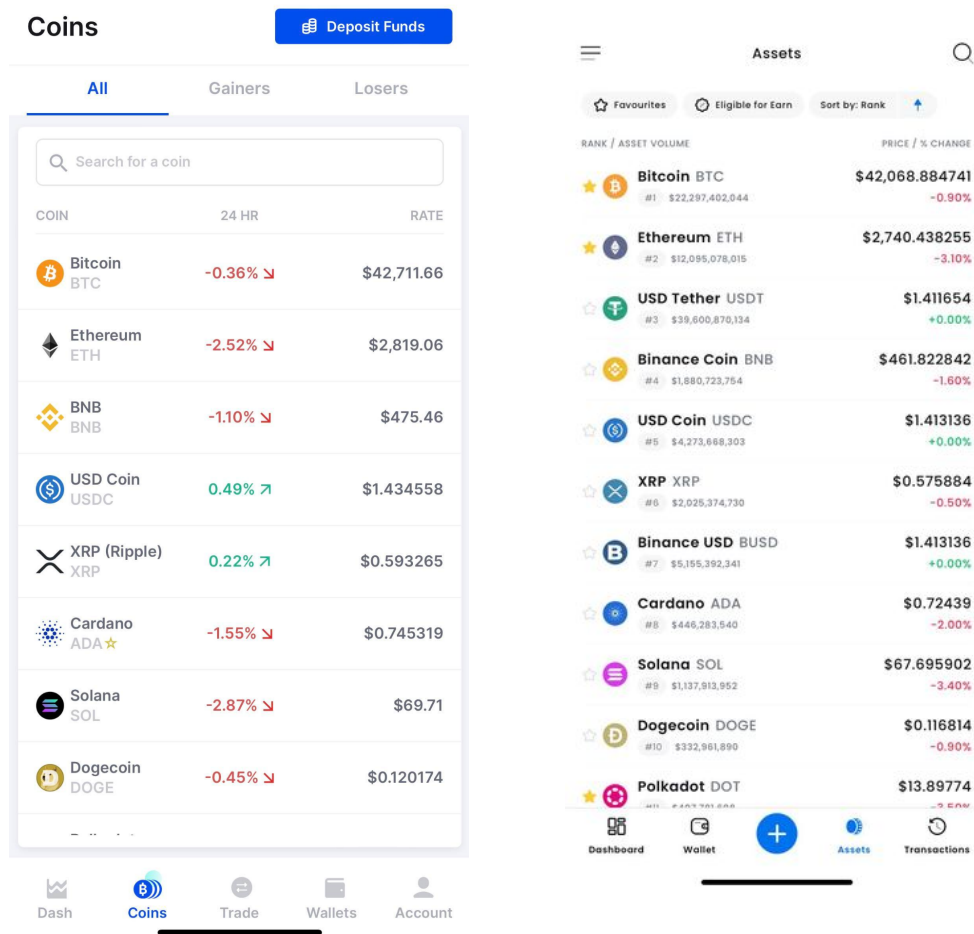 Coins
Deposit Funds
All Gainers Losers
Search for a coin
COIN 24 HR RATE
Bitcoin
BTC
-0.36% $42,711.66
Ethereum
ETH
-2.52% $2,819.06
BNB
BNB
-1.10% $475.46
USD Coin
USDC
0.49% $1.434558
XRP (Ripple)
XRP
0.22% $0.593265
Cardano
ADA
-1.55% $0.745319
Solana
SOL
-2.87% $69.71
Dogecoin
DOGE
-0.45% $0.120174
Dash Coins Trade Wallets Account
Assets
Favourites Eligible for Earn Sort by: Rank
RANK / ASSET VOLUME PRICE / % CHANGE
Bitcoin BTC $42,068.884741
#1 $22,297,402,044 -0.90%
Ethereum ETH $2,740.438255
#2 $12,095,078,015 -3.10%
USD Tether USDT $1.411654
#3 $39,600,870,134 +0.00%
Binance Coin BNB $461.822842
#4 $1,880,723,754 -1.60%
USD Coin USDC $1.413136
#5 $4,273,668,303 +0.00%
XRP XRP $0.575884
#6 $2,025,374,730 -0.50%
Binance USD BUSD $1.413136
#7 $5,155,392,341 +0.00%
Cardano ADA $0.72439
#8 $446,283,540 -2.00%
Solana SOL $67.695902
#9 $1,137,913,952 -3.40%
Dogecoin DOGE $0.116814
#10 $332,961,890 -0.90%
Polkadot DOT $13.89774
Dashboard Wallet Assets Transactions